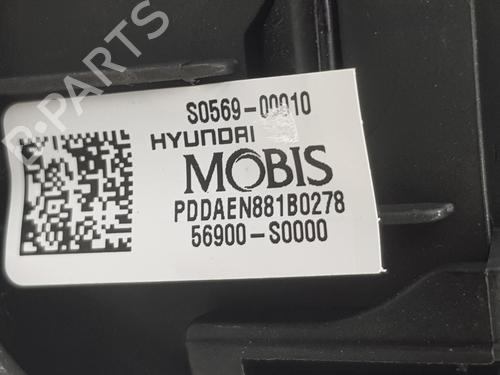 S0569-00010
HYUNDAI
MOBIS
PDDAEN881B0278
56900-S0000
B-PARTS